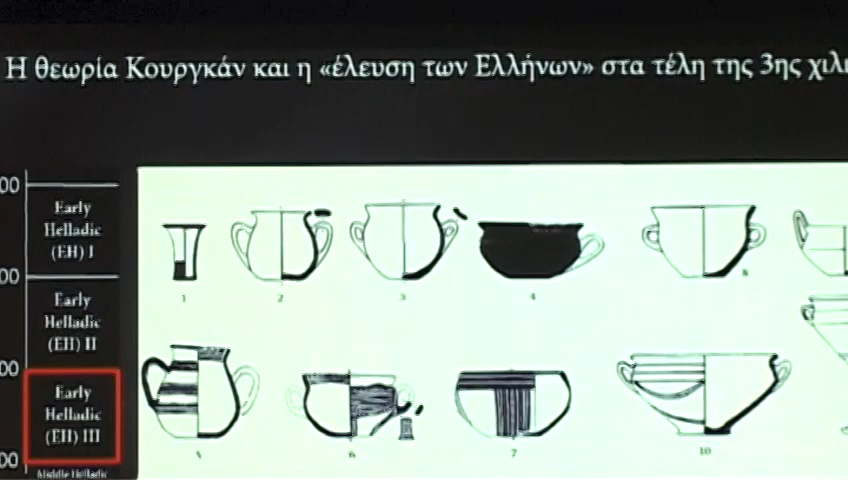 Η θεωρία Κουργκάν και η «έλευση των Ελλήνων» στα τέλη της 3ης χιλι
00
Early
Helladic
(EH) I
00
Early
Helladic
(EH) II
00
Early
Helladic
(EH) III
00
Middle Helladic
1
2
3
4
8
5
6
7
10